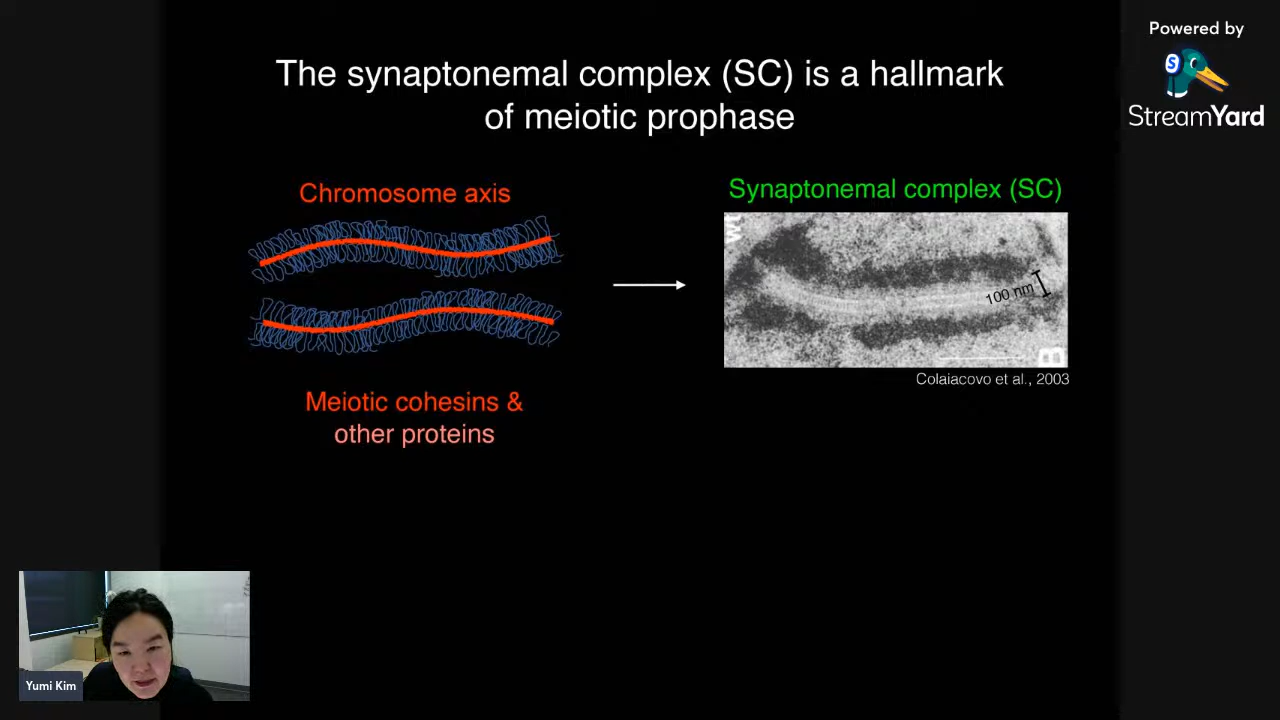 Powered by
StreamYard
The synaptonemal complex (SC) is a hallmark
of meiotic prophase
Chromosome axis
Synaptonemal complex (SC)
wt
100 nm
B
Colaiacovo et al., 2003
Meiotic cohesins &
other proteins
Yumi Kim